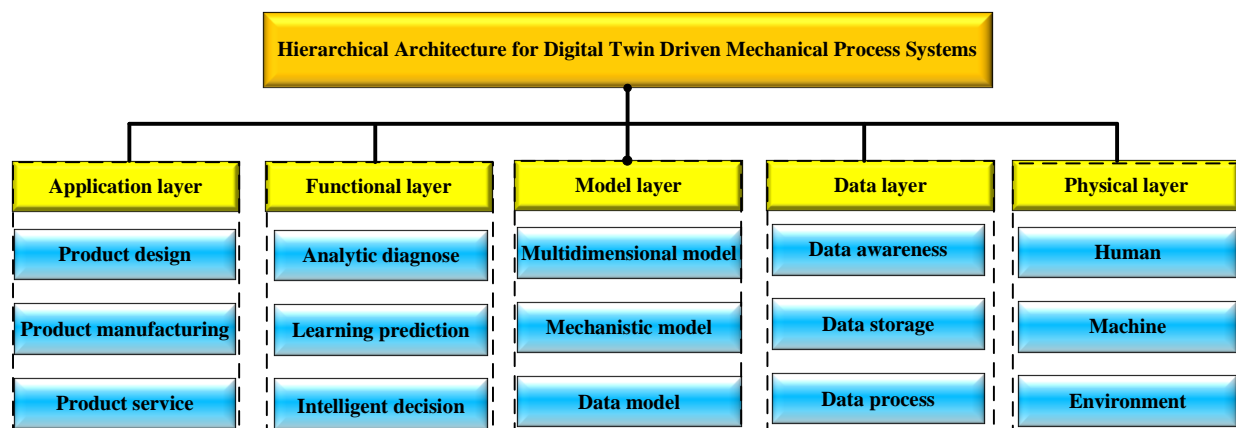 Hierarchical Architecture for Digital Twin Driven Mechanical Process Systems
Application layer
Product design
Product manufacturing
Product service
Functional layer
Analytic diagnose
Learning prediction
Intelligent decision
Model layer
Multidimensional model
Mechanistic model
Data model
Data layer
Data awareness
Data storage
Data process
Physical layer
Human
Machine
Environment